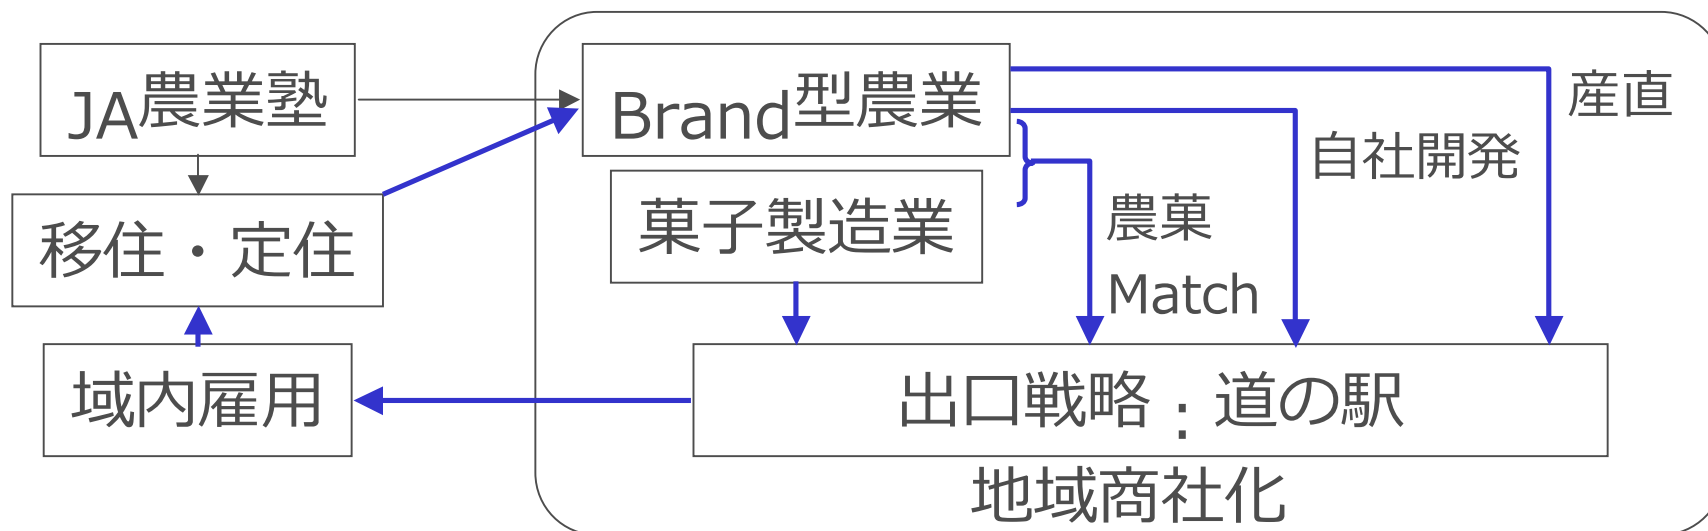 JA農業塾
Brand型農業
産直
自社開発
移住・定住
菓子製造業
農菓
Match
域内雇用
出口戦略：道の駅
地域商社化